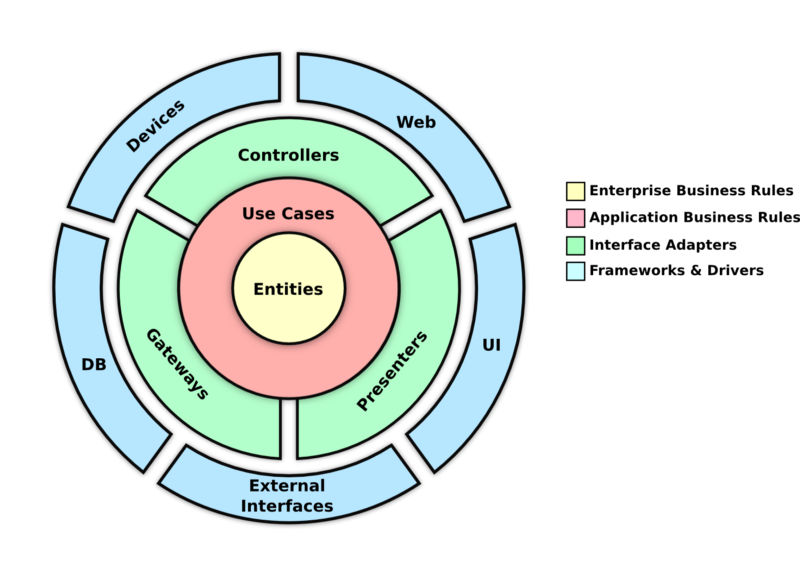 Devices
Web
Controllers
Use Cases
Entities
Gateways
Presenters
DB
UI
External
Interfaces
Enterprise Business Rules
Application Business Rules
Interface Adapters
Frameworks & Drivers